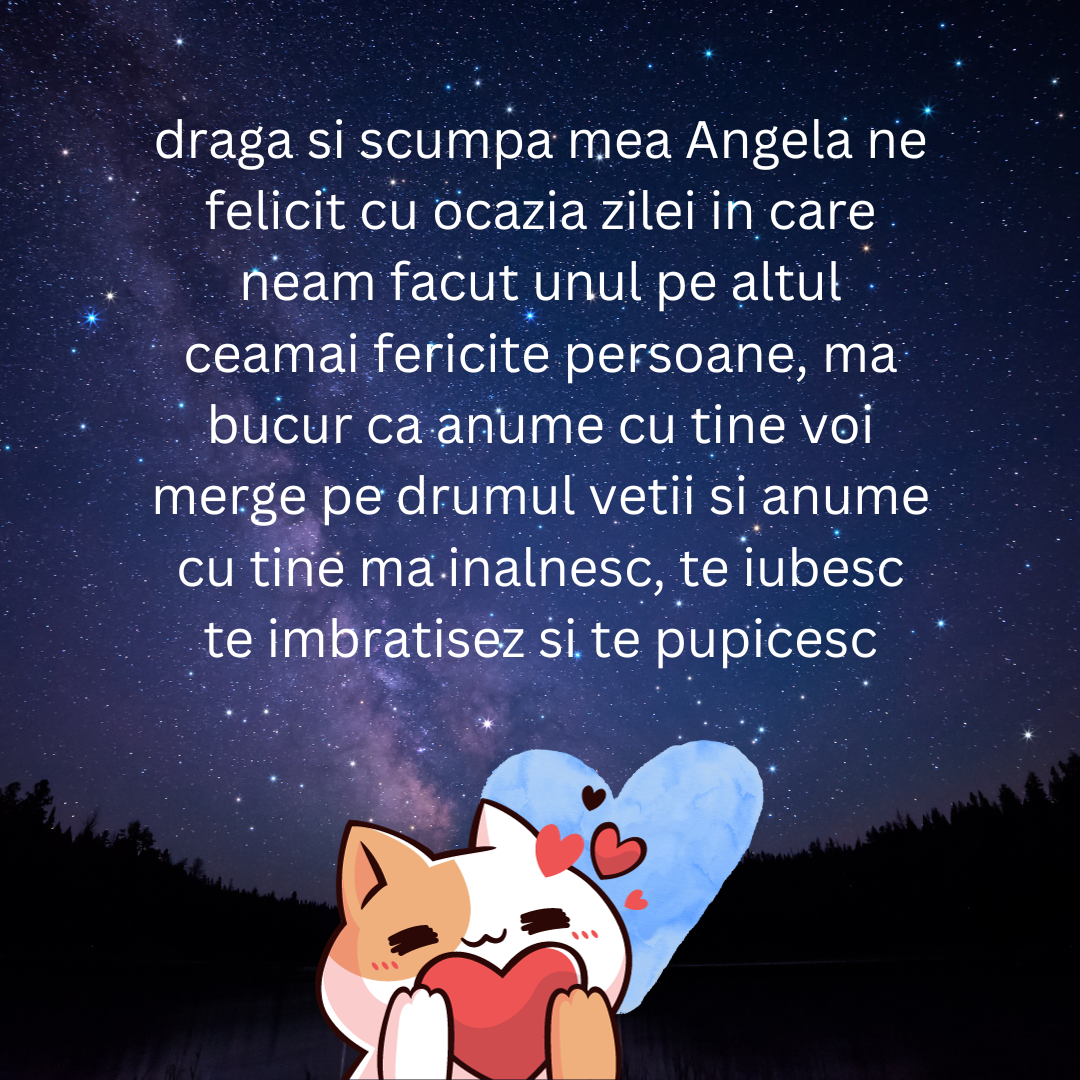 draga si scumpa mea Angela ne
felicit cu ocazia zilei in care
neam facut unul pe altul
ceamai fericite persoane, ma
bucur ca anume cu tine voi
merge pe drumul vetii si anume
cu tine ma inalnesc, te iubesc
te imbratisez si te pupicesc